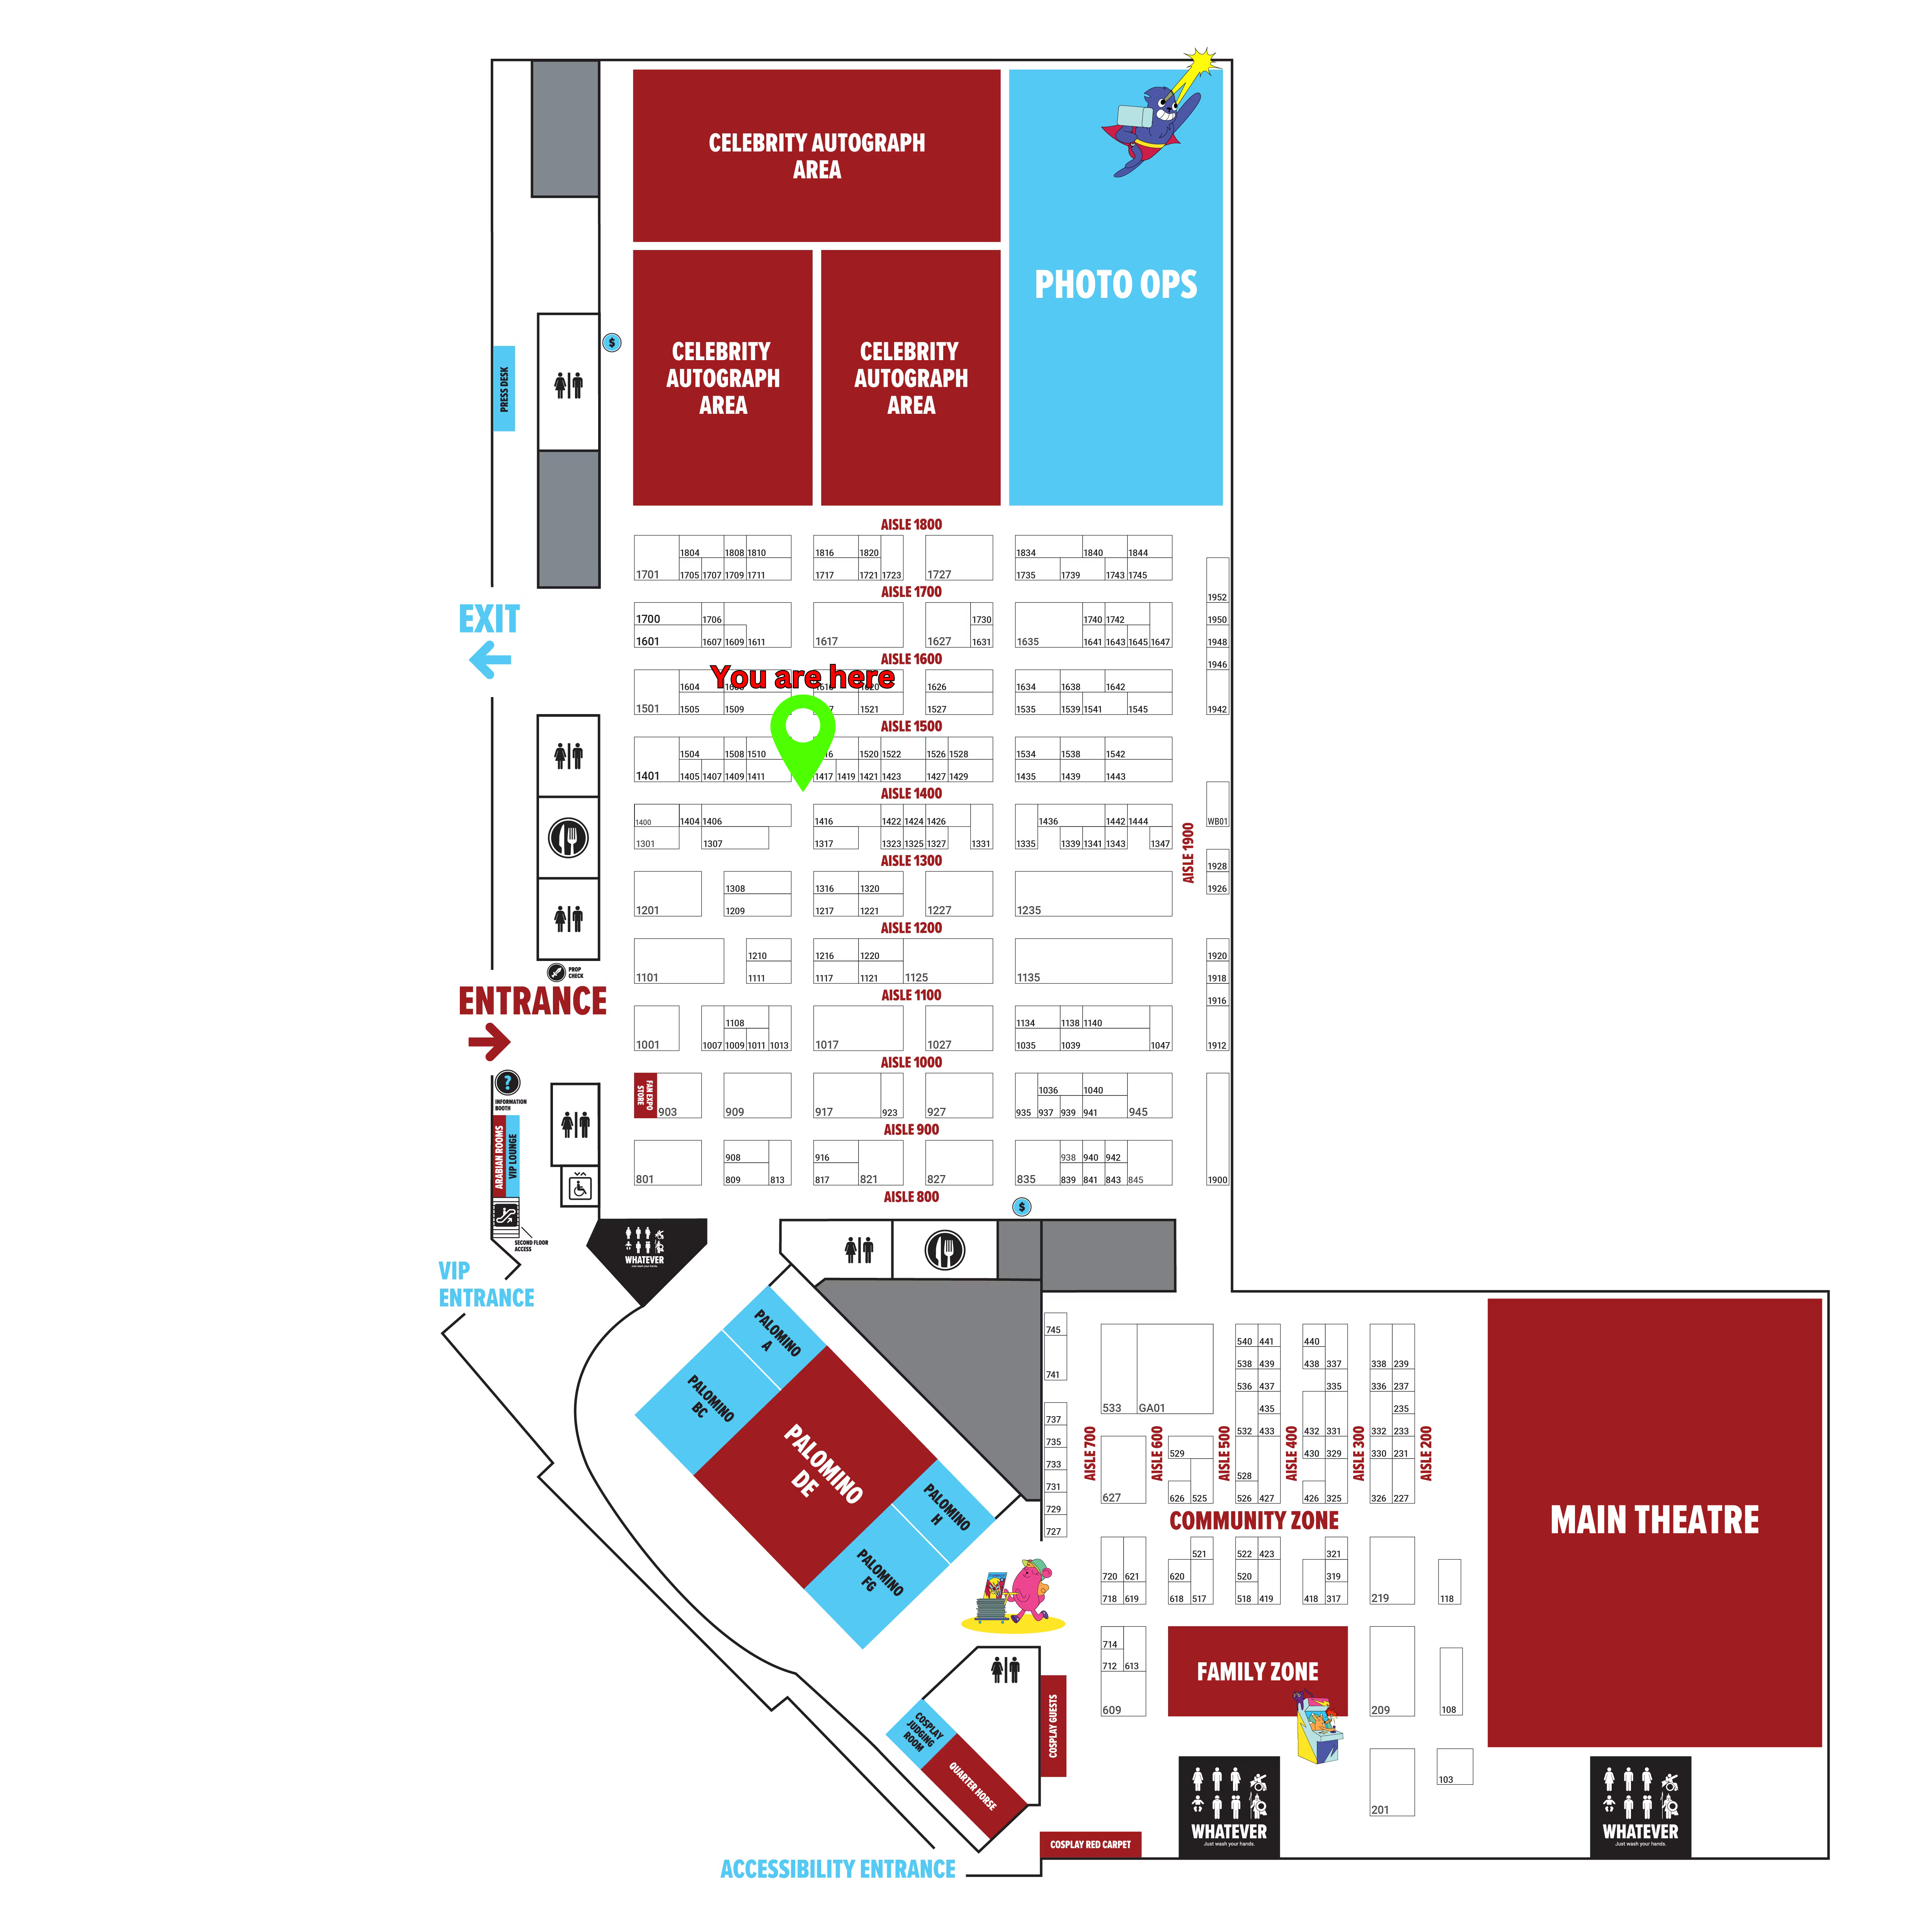 CELEBRITY AUTOGRAPH
AREA
PHOTO OPS
CELEBRITY
AUTOGRAPH
AREA
CELEBRITY
AUTOGRAPH
AREA
$
PRESS DESK
AISLE 1800
1804 1808 1810 1816 1820 1834 1840 1844
1701 1705 1707 1709 1711 1717 1721 1723 1727 1735 1739 1743 1745
AISLE 1700
1952
EXIT
1700 1706 1730 1740 1742 1950
1601 1607 1609 1611 1617 1627 1631 1635 1641 1643 1645 1647 1948
AISLE 1600
1946
You are here
1604 1626 1634 1638 1642
1501 1505 1509 1521 1527 1535 1539 1541 1545 1942
AISLE 1500
1504 1508 1510 1520 1522 1526 1528 1534 1538 1542
1401 1405 1407 1409 1411 1417 1419 1421 1423 1427 1429 1435 1439 1443
AISLE 1400
1400 1404 1406 1416 1422 1424 1426 1436 1442 1444 WB01
1301 1307 1317 1323 1325 1327 1331 1335 1339 1341 1343 1347
AISLE 1300
AISLE 1900
1928
1308 1316 1320 1926
1201 1209 1217 1221 1227 1235
AISLE 1200
1210 1216 1220 1920
1101 1111 1117 1121 1125 1135 1918
PROP
CHECK
ENTRANCE
AISLE 1100
1916
1108 1134 1138 1140
1001 1007 1009 1011 1013 1017 1027 1035 1039 1047 1912
AISLE 1000
?
INFORMATION
BOOTH
FAN EXPO
STORE
1036 1040
903 909 917 923 927 935 937 939 941 945
AISLE 900
ARABIAN ROOMS
VIP LOUNGE
908 916 938 940 942
801 809 813 817 821 827 835 839 841 843 845 1900
AISLE 800
$
SECOND FLOOR
ACCESS
WHATEVER
Just wash your hands.
VIP
ENTRANCE
PALOMINO
A
PALOMINO
BC
PALOMINO
DE
PALOMINO
H
PALOMINO
FG
745 540 441 440
741 538 439 438 337 338 239
536 437 335 336 237
533 GA01 435 235
737 532 433 432 331 332 233
735 529 430 329 330 231
733 528
731 627 626 525 526 427 426 325 326 227
729
727
AISLE 700
AISLE 600
AISLE 500
AISLE 400
AISLE 300
AISLE 200
COMMUNITY ZONE
MAIN THEATRE
521 522 423 321
720 621 620 520 319
718 619 618 517 518 419 418 317 219 118
714
712 613
609
FAMILY ZONE
209 108
COSPLAY GUESTS
COSPLAY
JUDGING
ROOM
QUARTER HORSE
103
201
WHATEVER
Just wash your hands.
WHATEVER
Just wash your hands.
COSPLAY RED CARPET
ACCESSIBILITY ENTRANCE